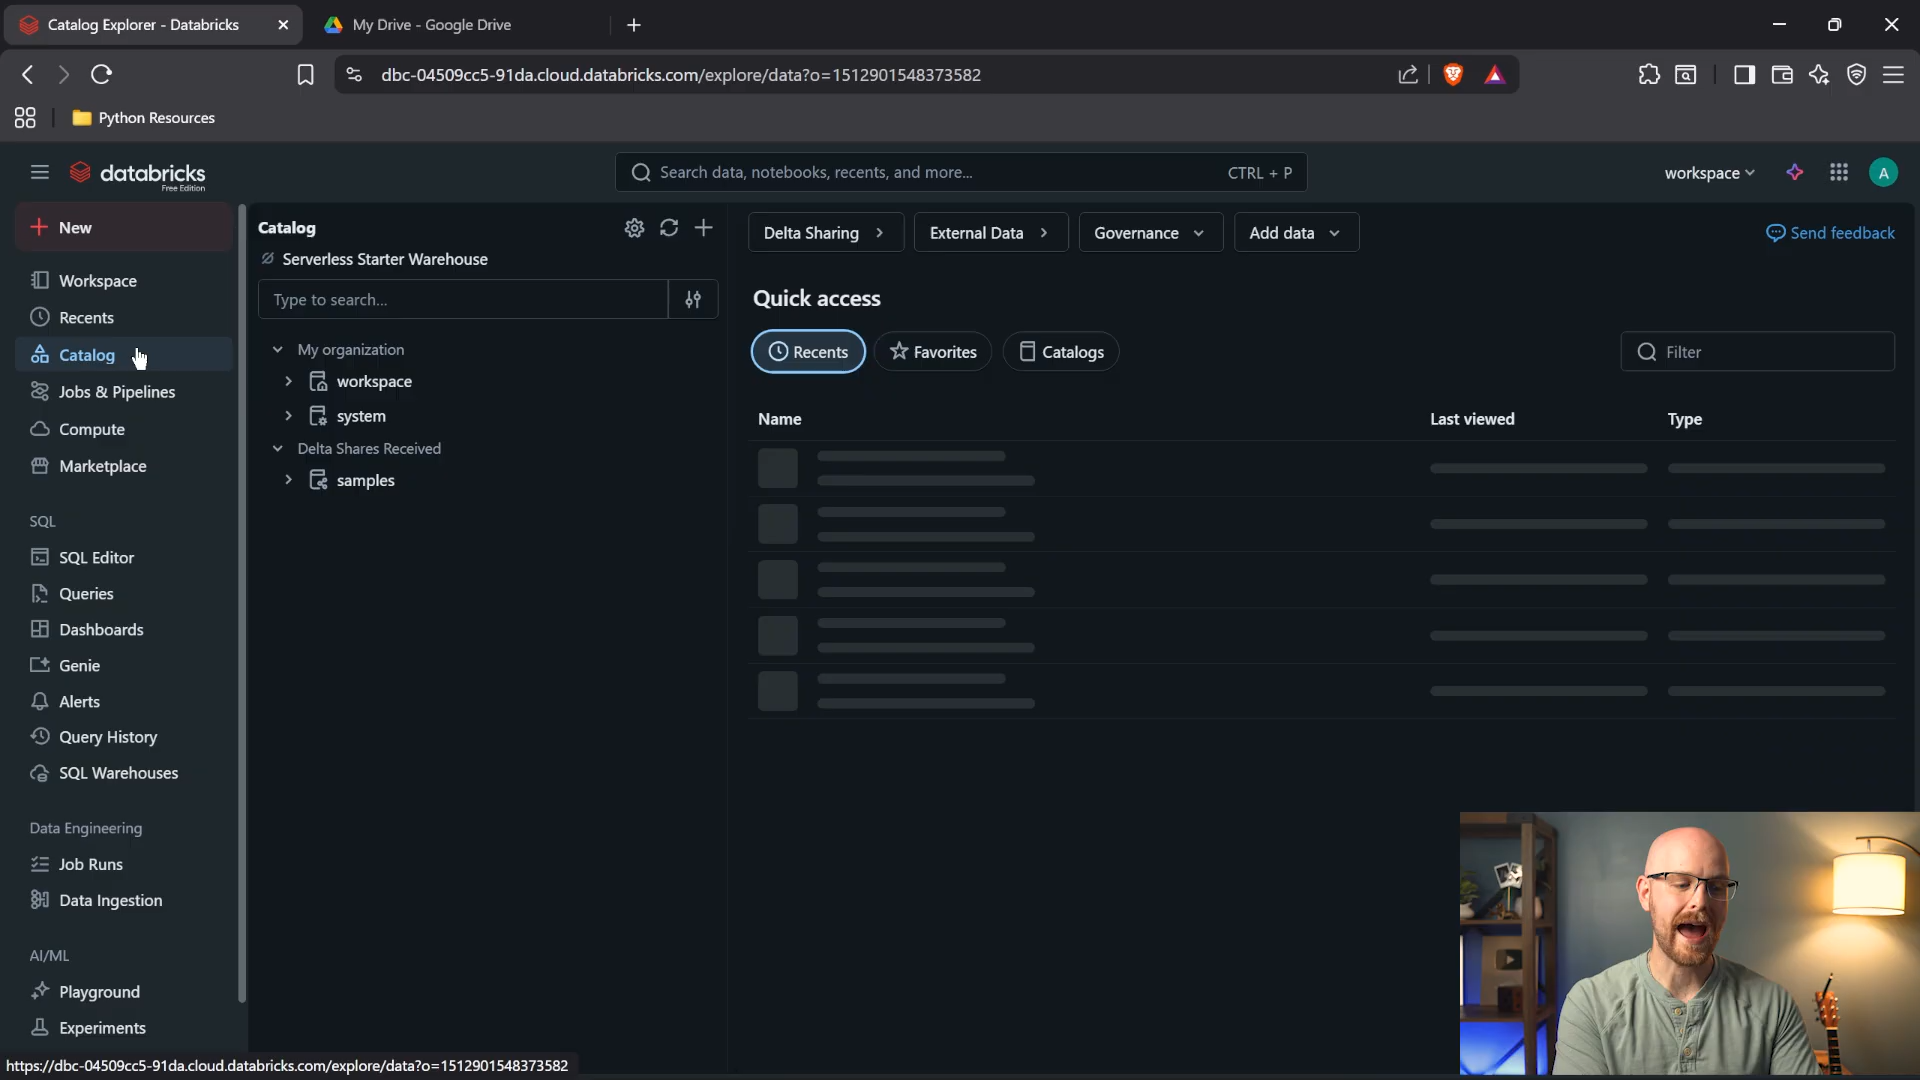 Catalog Explorer - Databricks
My Drive - Google Drive
dbc-04509cc5-91da.cloud.databricks.com/explore/data?o=1512901548373582
Python Resources
databricks
Free Edition
Search data, notebooks, recents, and more...
CTRL + P
workspace
A
New
Workspace
Recents
Catalog
Jobs & Pipelines
Compute
Marketplace
SQL
SQL Editor
Queries
Dashboards
Genie
Alerts
Query History
SQL Warehouses
Data Engineering
Job Runs
Data Ingestion
AI/ML
Playground
Experiments
Catalog
Serverless Starter Warehouse
Type to search...
My organization
workspace
system
Delta Shares Received
samples
Delta Sharing
External Data
Governance
Add data
Send feedback
Quick access
Recents
Favorites
Catalogs
Filter
Name
Last viewed
Type
https://dbc-04509cc5-91da.cloud.databricks.com/explore/data?o=1512901548373582